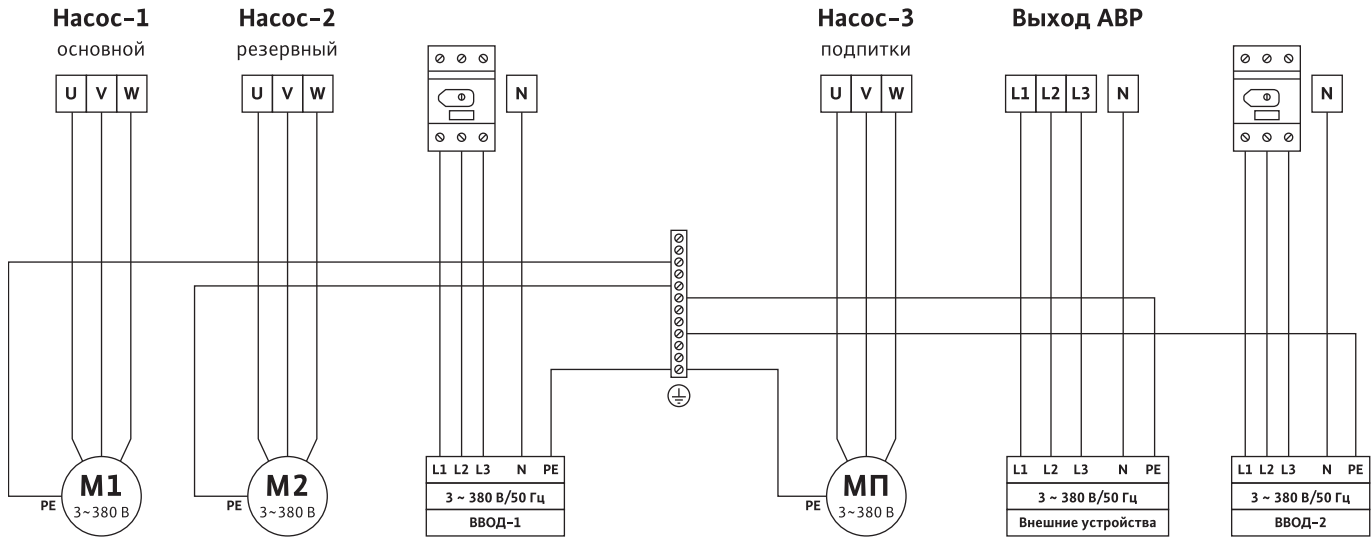 Насос-1
основной
U V W
Насос-2
резервный
U V W
N
Насос-3
подпитки
U V W
Выход АВР
L1 L2 L3 N
N
PE
М1
3~380 В
PE
М2
3~380 В
L1 L2 L3 N PE
3 ~ 380 В/50 Гц
ВВОД-1
PE
МП
3~380 В
L1 L2 L3 N PE
3 ~ 380 В/50 Гц
Внешние устройства
L1 L2 L3 N PE
3 ~ 380 В/50 Гц
ВВОД-2